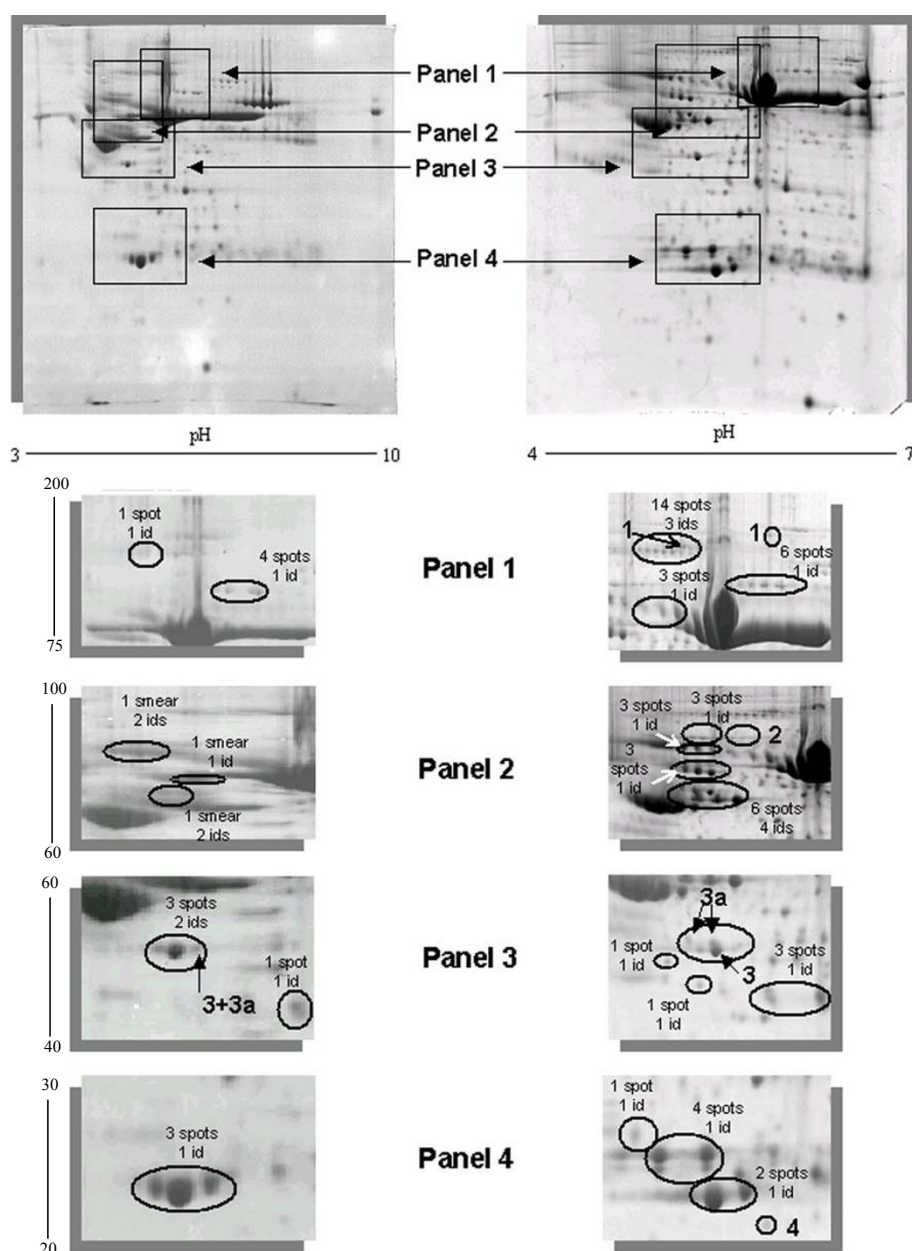 Panel 1
Panel 2
Panel 3
Panel 4
pH
3
10
pH
4
7
200
75
1 spot
1 id
4 spots
1 id
Panel 1
14 spots
3 ids
1
1
6 spots
1 id
3 spots
1 id
100
60
1 smear
2 ids
1 smear
1 id
1 smear
2 ids
Panel 2
3 spots
1 id
3 spots
1 id
2
3
spots
1 id
6 spots
4 ids
60
40
3 spots
2 ids
1 spot
1 id
3+3a
Panel 3
3a
1 spot
1 id
3
3 spots
1 id
1 spot
1 id
30
20
3 spots
1 id
Panel 4
1 spot
1 id
4 spots
1 id
2 spots
1 id
4